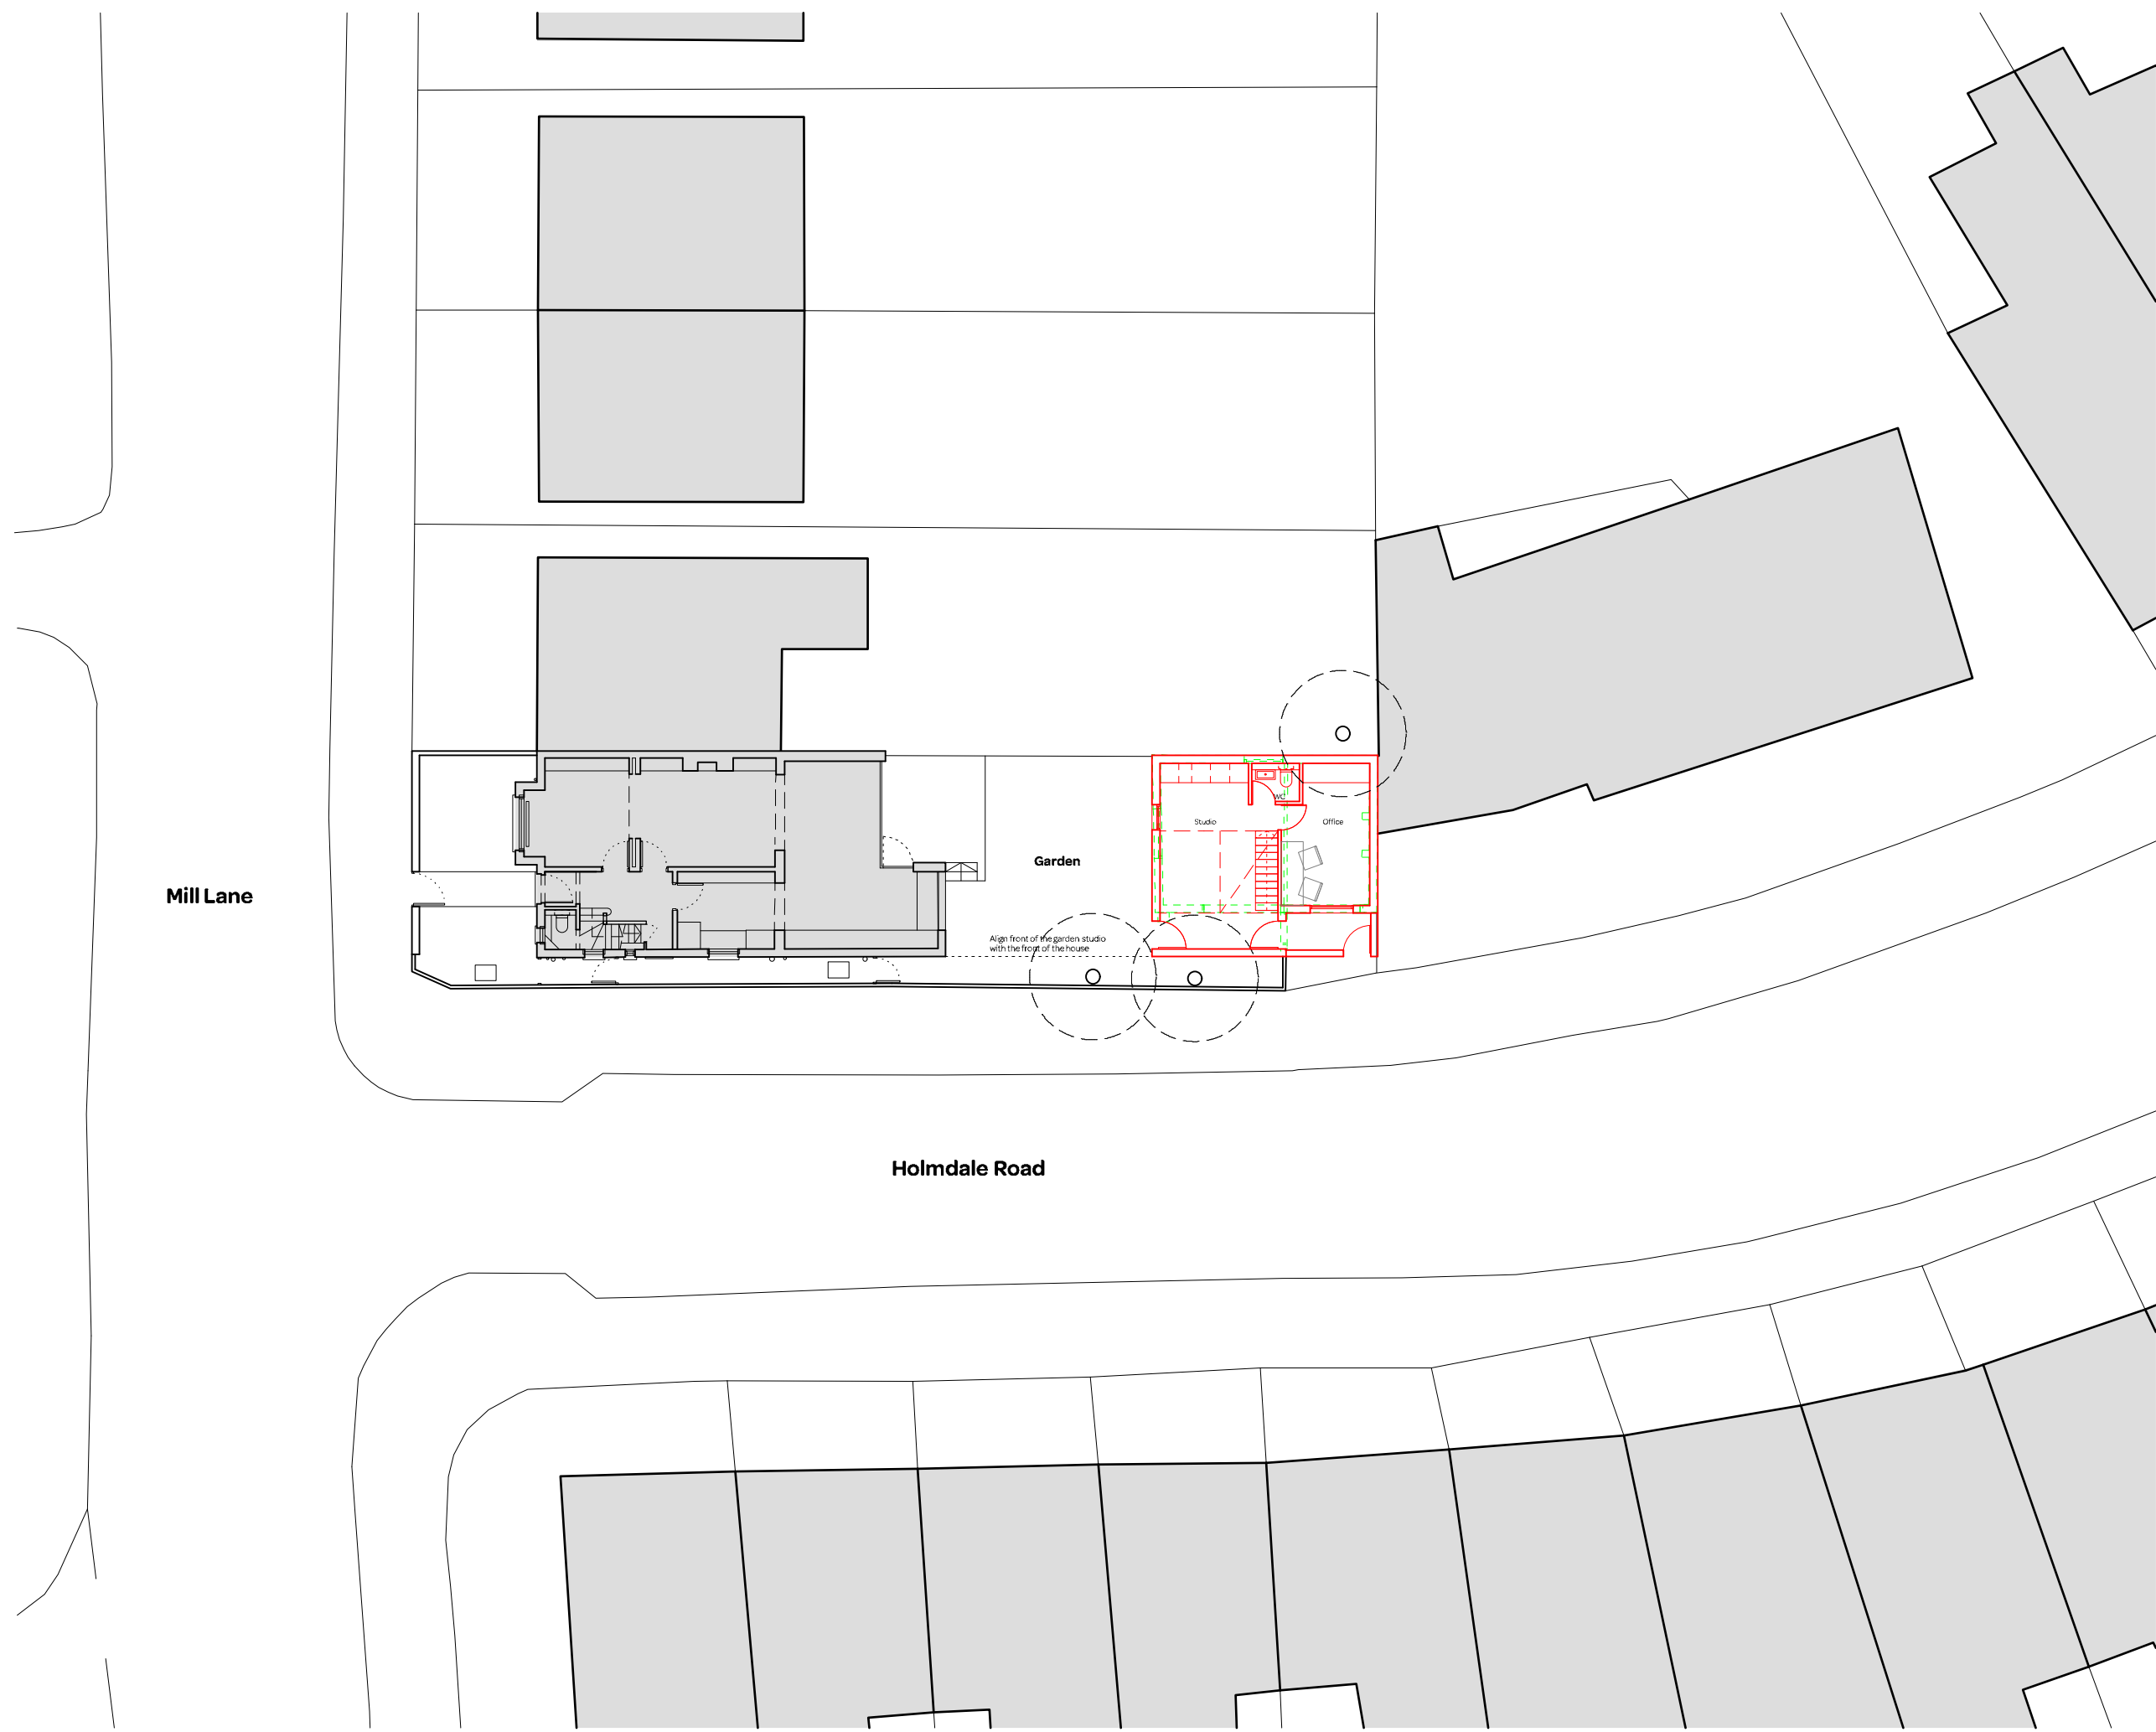 WC
Studio
Office
Garden
Mill Lane
Align front of the garden studio
with the front of the house
Holmdale Road